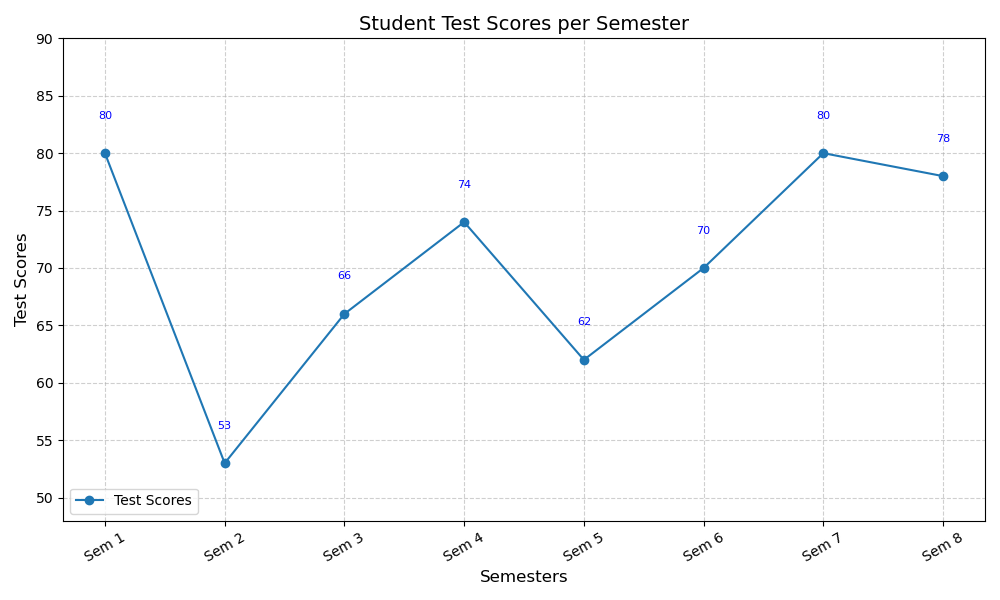 Student Test Scores per Semester
90
85
80
75
70
65
60
55
50
Test Scores
80
53
66
74
62
70
80
78
Test Scores
Sem 1
Sem 2
Sem 3
Sem 4
Sem 5
Sem 6
Sem 7
Sem 8
Semesters